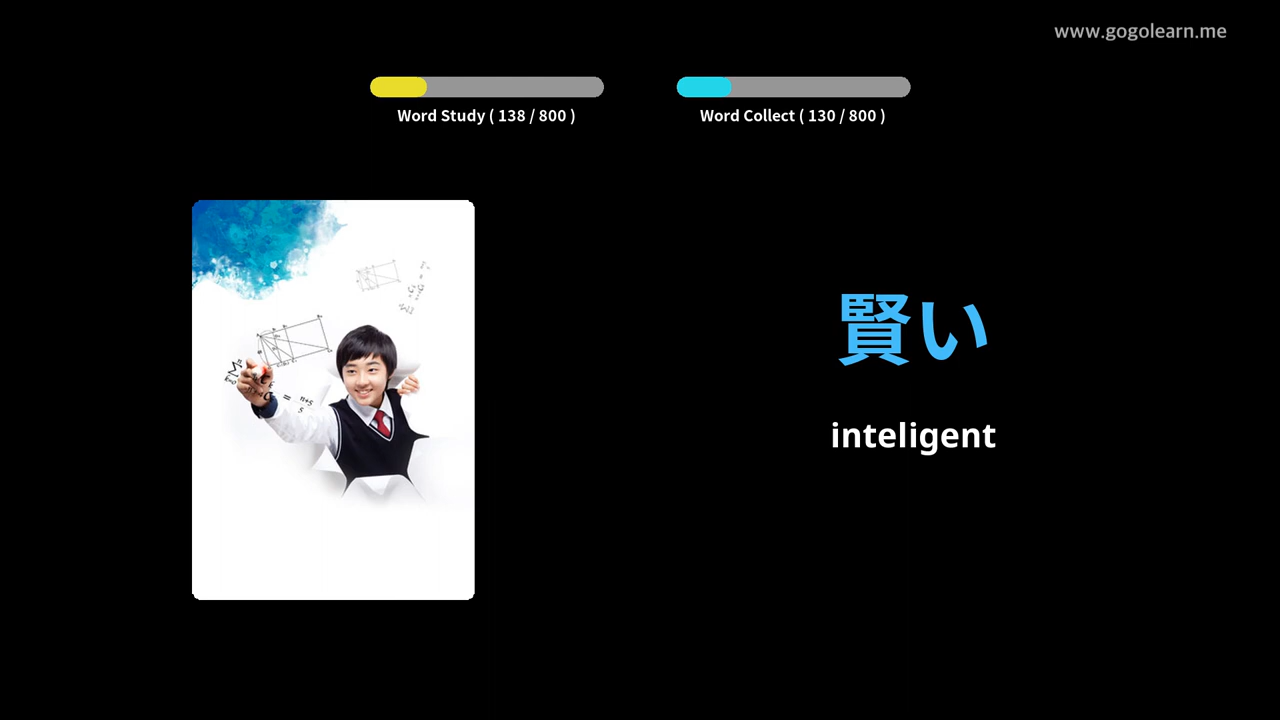 www.gogolearn.me
Word Study ( 138 / 800 )
Word Collect ( 130 / 800 )
賢い
inteligent